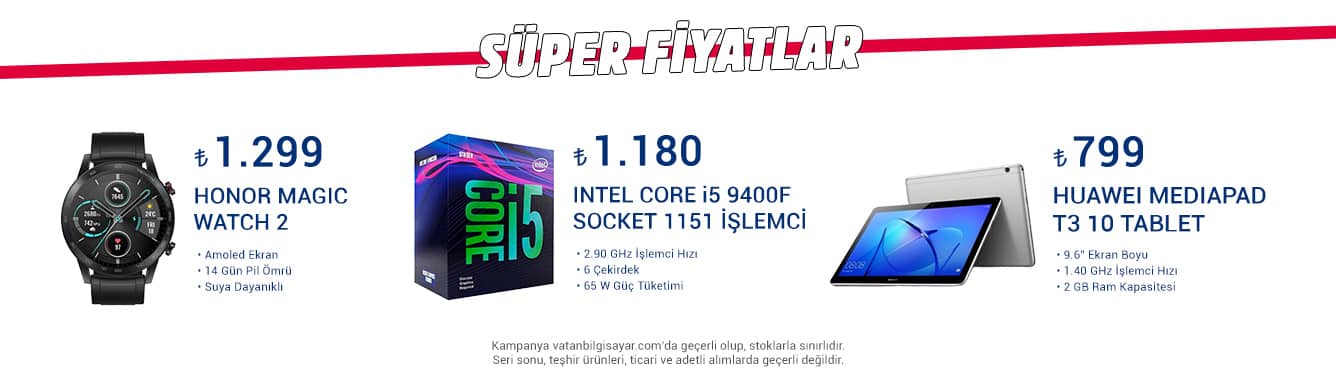 SÜPER FİYATLAR
₺ 1.299
HONOR MAGIC
WATCH 2
• Amoled Ekran
• 14 Gün Pil Ömrü
• Suya Dayanıklı
intel
CORE i5
₺ 1.180
INTEL CORE i5 9400F
SOCKET 1151 İŞLEMCİ
• 2.90 GHz İşlemci Hızı
• 6 Çekirdek
• 65 W Güç Tüketimi
08:08
₺ 799
HUAWEI MEDIAPAD
T3 10 TABLET
• 9.6" Ekran Boyu
• 1.40 GHz İşlemci Hızı
• 2 GB Ram Kapasitesi
Kampanya vatanbilgisayar.com'da geçerli olup, stoklarla sınırlıdır.
Seri sonu, teşhir ürünleri, ticari ve adetli alımlarda geçerli değildir.